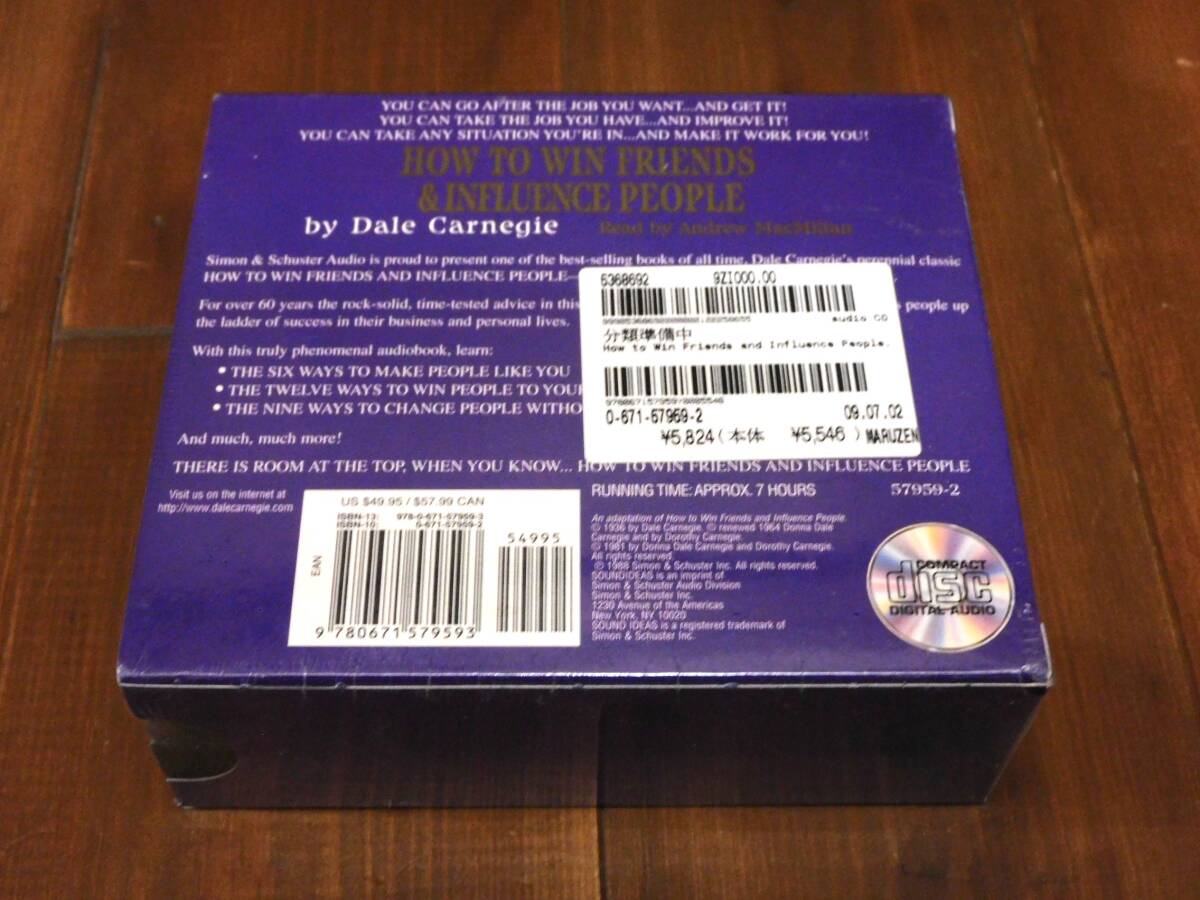 YOU CAN GO AFTER THE JOB YOU WANT...AND GET IT!
YOU CAN TAKE THE JOB YOU HAVE...AND IMPROVE IT!
YOU CAN TAKE ANY SITUATION YOU'RE IN...AND MAKE IT WORK FOR YOU!
HOW TO WIN FRIENDS
& INFLUENCE PEOPLE
by Dale Carnegie Read by Andrew MacMillan
Simon & Schuster Audio is proud to present one of the best-selling books of all time, Dale Carnegie's perennial classic
HOW TO WIN FRIENDS AND INFLUENCE PEOPLE—
For over 60 years the rock-solid, time-tested advice in this people up
the ladder of success in their business and personal lives.
With this truly phenomenal audiobook, learn:
• THE SIX WAYS TO MAKE PEOPLE LIKE YOU
• THE TWELVE WAYS TO WIN PEOPLE TO
• THE NINE WAYS TO CHANGE PEOPLE
And much, much more!
THERE IS ROOM AT THE TOP, WHEN YOU KNOW... HOW TO WIN FRIENDS AND INFLUENCE PEOPLE
5368692 9Z1000.00
audio CD
分類準備中
How to Win Friends and Influence People.
0-671-57959-2 09.07.02
¥5,824(本体 ¥5,546) MARUZEN
Visit us on the internet at
http://www.dalecarnegie.com
US $49.95 / $57.99 CAN
ISBN-13: 978-0-671-57959-3
ISBN-10: 0-671-57959-2
54995
EAN
9 780671 579593
RUNNING TIME: APPROX. 7 HOURS 57959-2
An adaptation of How to Win Friends and Influence People.
© 1936 by Dale Carnegie. © renewed 1964 Donna Dale
Carnegie and by Dorothy Carnegie.
© 1981 by Donna Dale Carnegie and Dorothy Carnegie.
All rights reserved.
© 1988 Simon & Schuster Inc. All rights reserved.
SOUNDIDEAS is an imprint of
Simon & Schuster Audio Division
Simon & Schuster Inc.
1230 Avenue of the Americas
New York, NY 10020
SOUND IDEAS is a registered trademark of
Simon & Schuster Inc.
COMPACT
disc
DIGITAL AUDIO